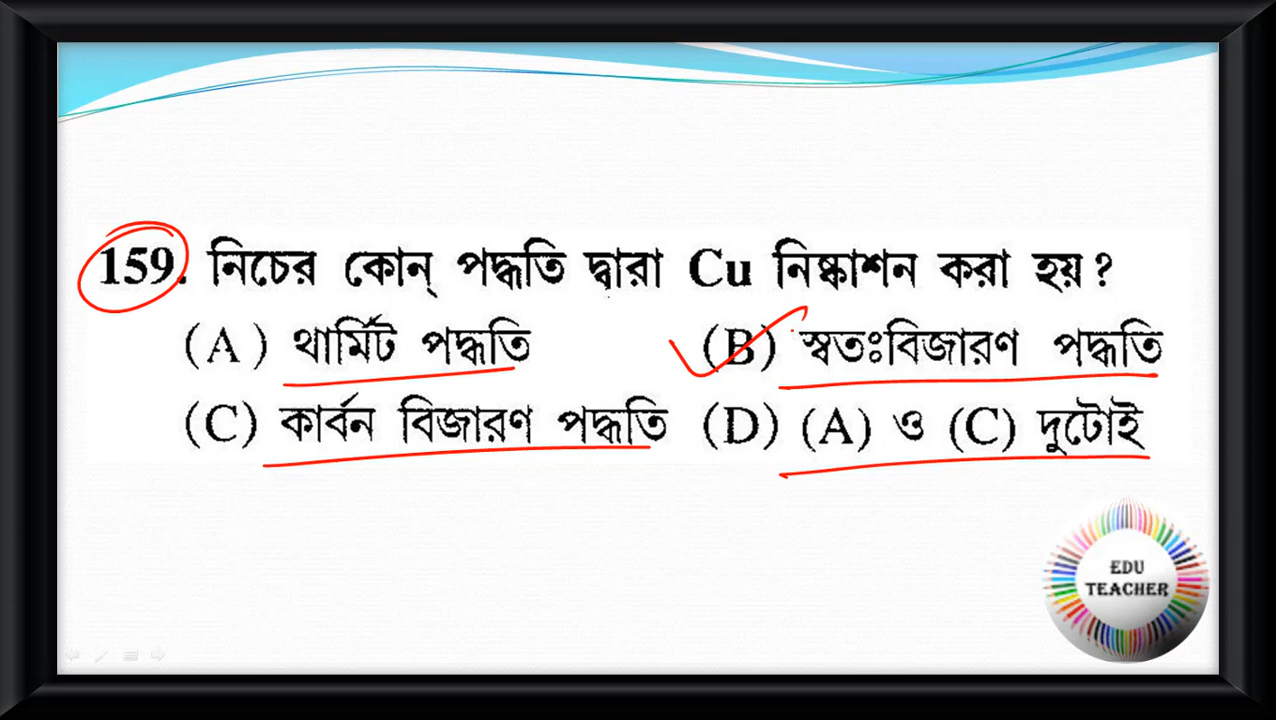 159. নিচের কোন্ পদ্ধতি দ্বারা Cu নিষ্কাশন করা হয় ?
(A) থার্মিট পদ্ধতি (B) স্বতঃবিজারণ পদ্ধতি
(C) কার্বন বিজারণ পদ্ধতি (D) (A) ও (C) দুটোই
EDU
TEACHER